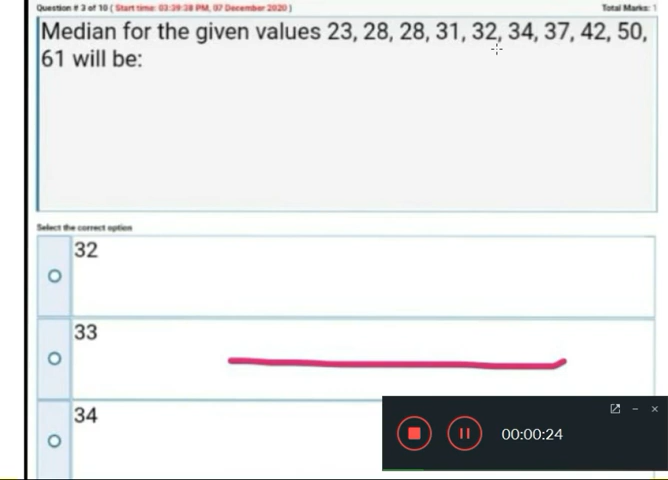 Question # 3 of 10 ( Start time: 03:39:38 PM, 07 December 2020 ) Total Marks: 1
Median for the given values 23, 28, 28, 31, 32, 34, 37, 42, 50,
61 will be:
Select the correct option
32
33
34
00:00:24